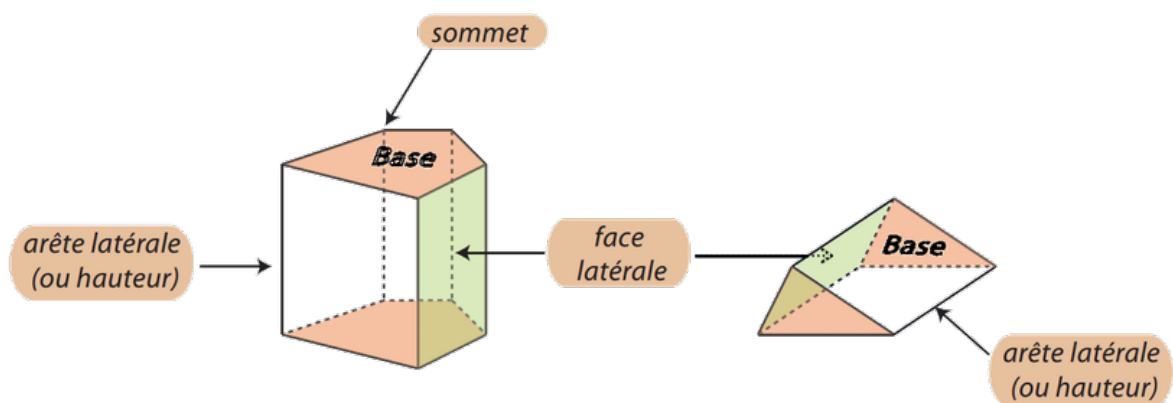 sommet
Base
arête latérale
(ou hauteur)
face
latérale
Base
arête latérale
(ou hauteur)